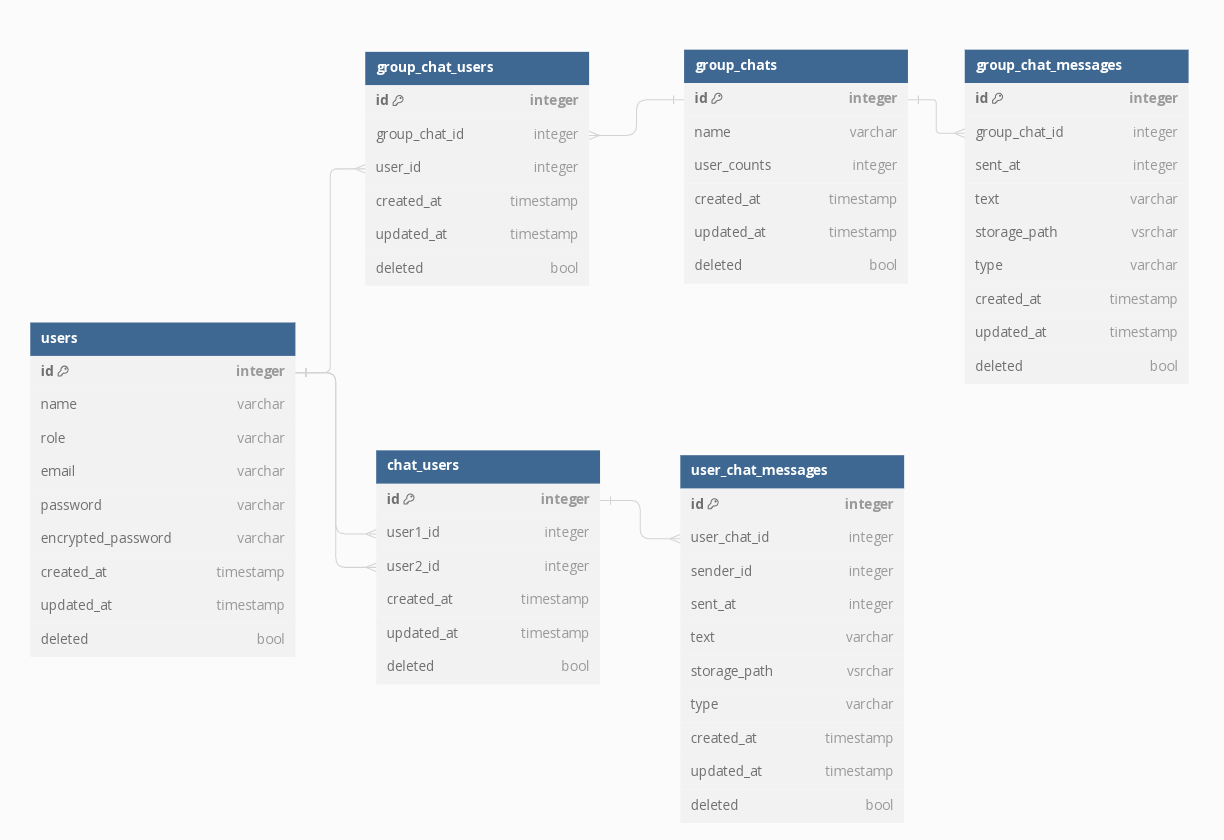 group_chat_users
id integer
group_chat_id integer
user_id integer
created_at timestamp
updated_at timestamp
deleted bool
group_chats
id integer
name varchar
user_counts integer
created_at timestamp
updated_at timestamp
deleted bool
group_chat_messages
id integer
group_chat_id integer
sent_at integer
text varchar
storage_path vsrchar
type varchar
created_at timestamp
updated_at timestamp
deleted bool
users
id integer
name varchar
role varchar
email varchar
password varchar
encrypted_password varchar
created_at timestamp
updated_at timestamp
deleted bool
chat_users
id integer
user1_id integer
user2_id integer
created_at timestamp
updated_at timestamp
deleted bool
user_chat_messages
id integer
user_chat_id integer
sender_id integer
sent_at integer
text varchar
storage_path vsrchar
type varchar
created_at timestamp
updated_at timestamp
deleted bool